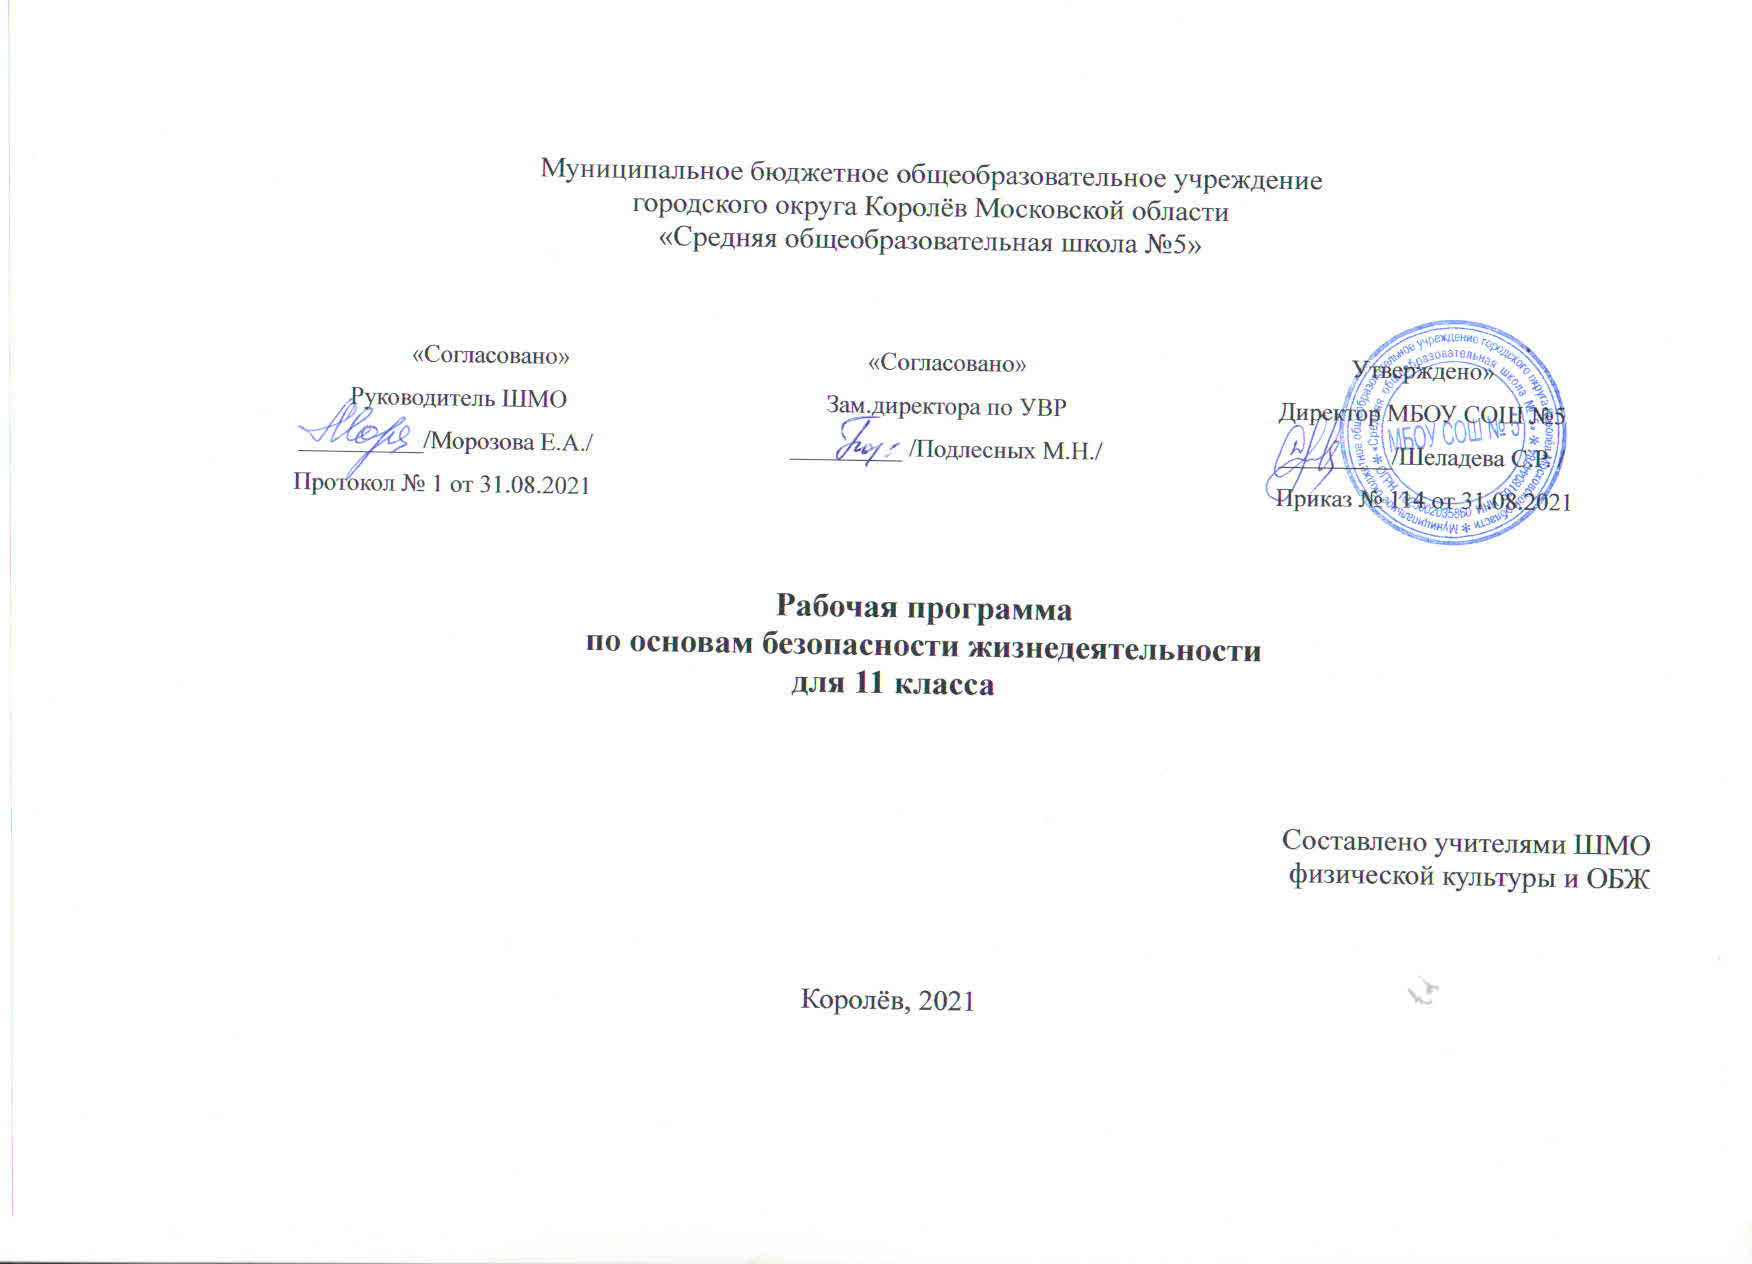 Муниципальное бюджетное общеобразовательное учреждение
городского округа Королёв Московской области
«Средняя общеобразовательная школа №5»
«Согласовано»
Руководитель ШМО
/Морозова Е.А./
Протокол № 1 от 31.08.2021
«Согласовано»
Зам.директора по УВР
/Подлесных М.Н./
Утверждено»
Директор МБОУ СОШ №5
/Шеладева С.Р.
Приказ № 114 от 31.08.2021
МБОУ СОШ № 5
Рабочая программа
по основам безопасности жизнедеятельности
для 11 класса
Составлено учителями ШМО
физической культуры и ОБЖ
Королёв, 2021